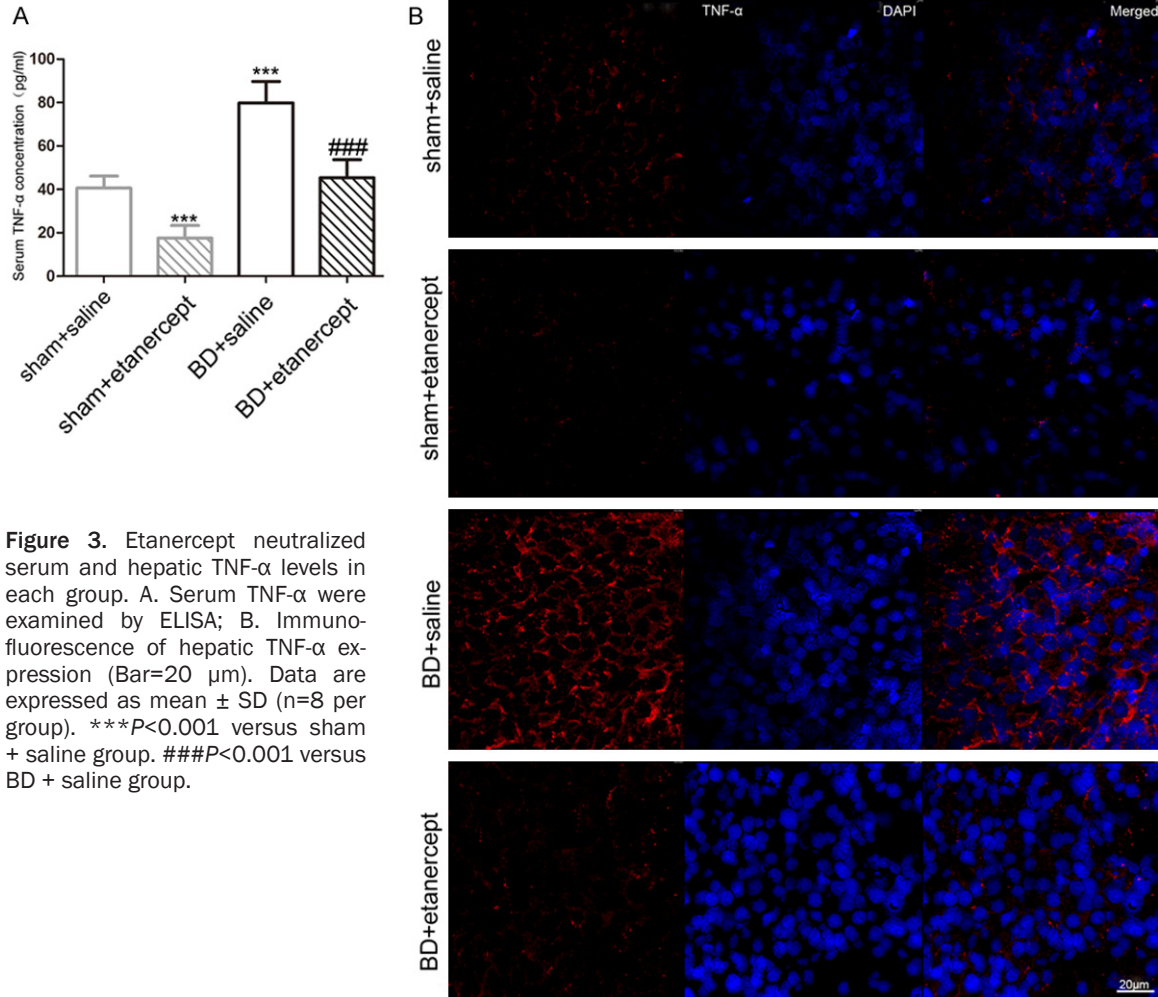 A
Serum TNF-α concentration (pg/ml)
100
80
60
40
20
0
***
***
###
sham+saline
sham+etanercept
BD+saline
BD+etanercept
Figure 3. Etanercept neutralized
serum and hepatic TNF-α levels in
each group. A. Serum TNF-α were
examined by ELISA; B. Immuno-
fluorescence of hepatic TNF-α ex-
pression (Bar=20 μm). Data are
expressed as mean ± SD (n=8 per
group). ***P<0.001 versus sham
+ saline group. ###P<0.001 versus
BD + saline group.
B
TNF-α
DAPI
Merged
sham+saline
sham+etanercept
BD+saline
BD+etanercept
20μm